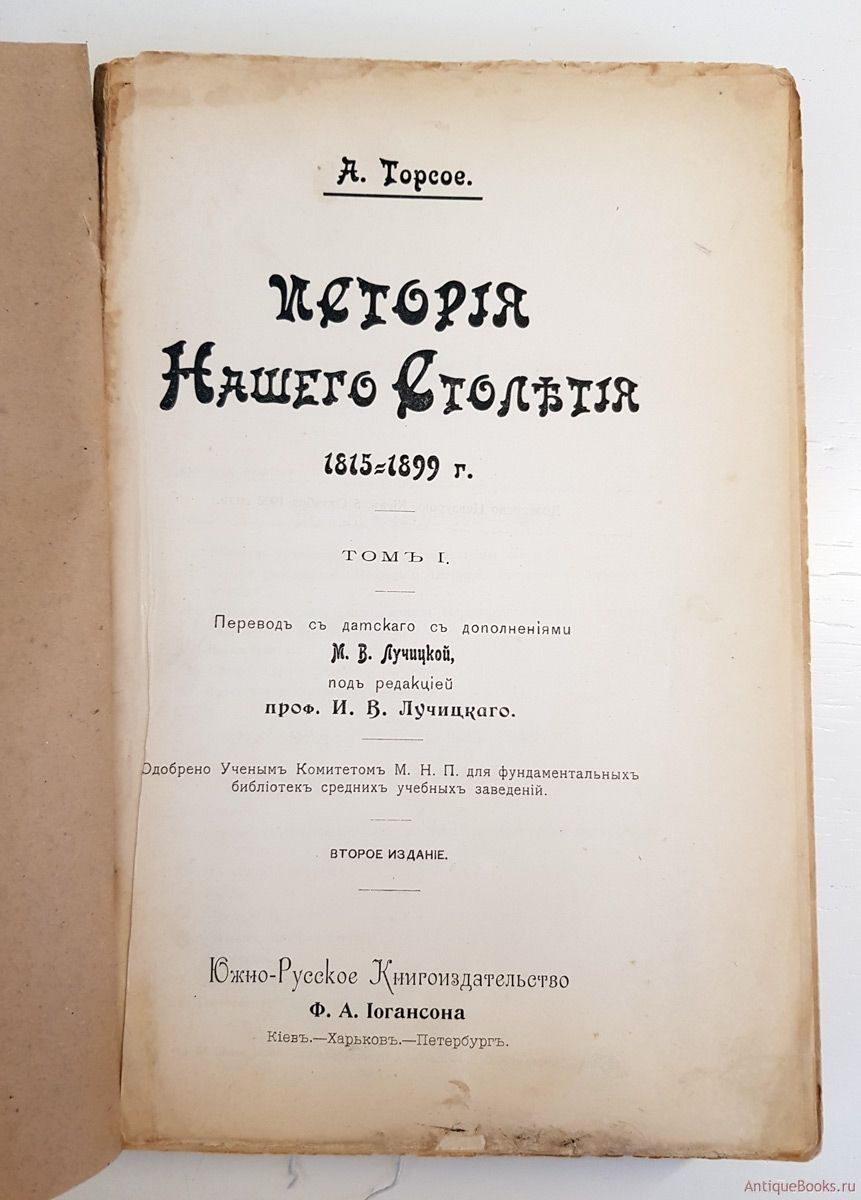 А. Торсое.
Исторія
Нашего Столѣтія
1815=1899 г.
ТОМЪ I.
Переводъ съ датскаго съ дополненіями
М. В. Лучицкой,
подъ редакціей
проф. И. В. Лучицкаго.
Одобрено Ученымъ Комитетомъ М. Н. П. для фундаментальныхъ
библіотек среднихъ учебныхъ заведеній.
ВТОРОЕ ИЗДАНІЕ.
Южно-Русское Книгоиздательство
Ф. А. Іогансона
Кіевъ.—Харьковъ.—Петербургъ.
AntiqueBooks.ru